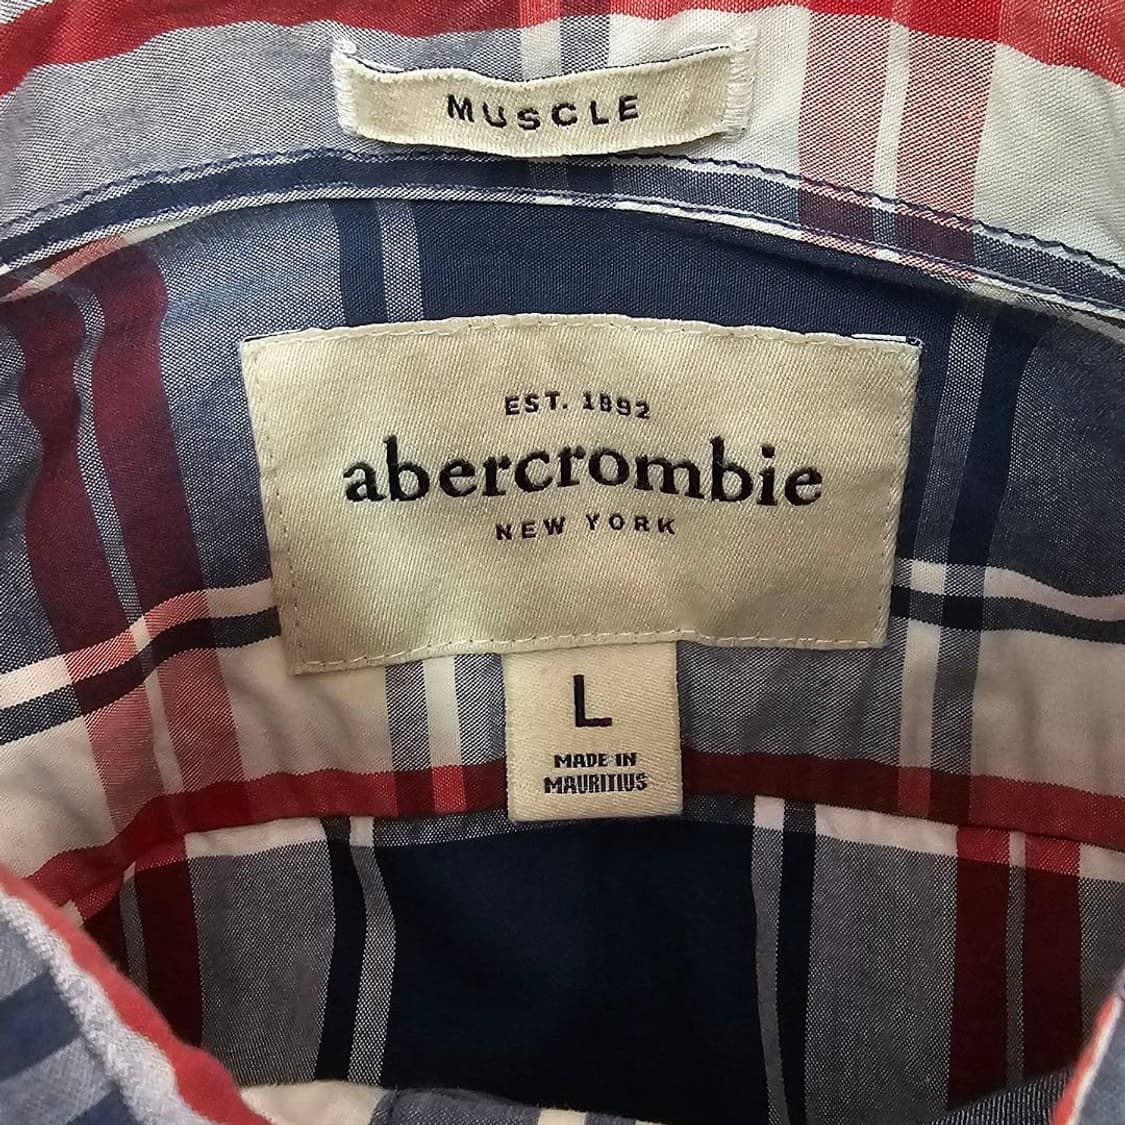 MUSCLE
EST. 1892
abercrombie
NEW YORK
L
MADE IN
MAURITIUS